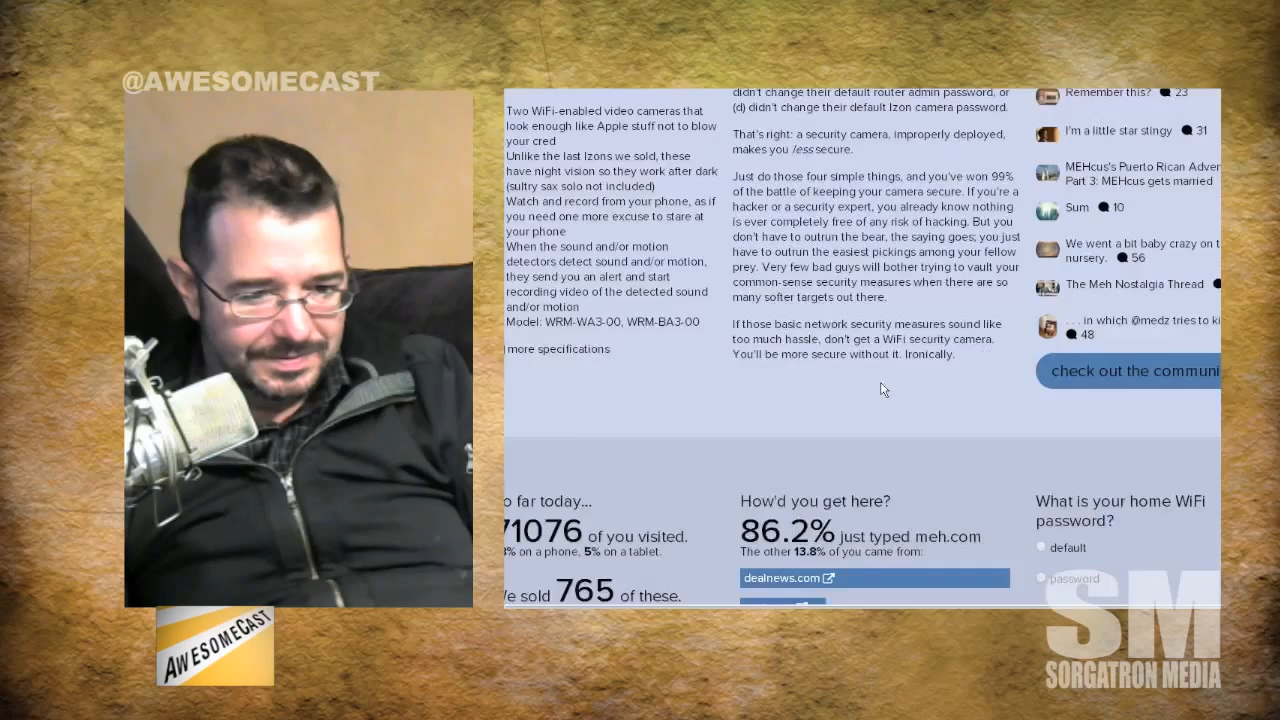 @AWESOMECAST
Two WiFi-enabled video cameras that
look enough like Apple stuff not to blow
your cred
Unlike the last Izons we sold, these
have night vision so they work after dark
(sultry sax solo not included)
Watch and record from your phone, as if
you need one more excuse to stare at
your phone
When the sound and/or motion
detectors detect sound and/or motion,
they send you an alert and start
recording video of the detected sound
and/or motion
Model: WRM-WA3-00, WRM-BA3-00
more specifications
didn't change their default router admin password, or
(d) didn't change their default Izon camera password.
That's right: a security camera, improperly deployed,
makes you less secure.
Just do those four simple things, and you've won 99%
of the battle of keeping your camera secure. If you're a
hacker or a security expert, you already know nothing
is ever completely free of any risk of hacking. But you
don't have to outrun the bear, the saying goes; you just
have to outrun the easiest pickings among your fellow
prey. Very few bad guys will bother trying to vault your
common-sense security measures when there are so
many softer targets out there.
If those basic network security measures sound like
too much hassle, don't get a WiFi security camera.
You'll be more secure without it. Ironically.
Remember this? 23
I'm a little star stingy 31
MEHcus's Puerto Rican Adven
Part 3: MEHcus gets married
Sum 10
We went a bit baby crazy on t
nursery. 56
The Meh Nostalgia Thread
. . . in which @medz tries to ki
48
check out the communi
o far today...
71076 of you visited.
% on a phone, 5% on a tablet.
e sold 765 of these.
How'd you get here?
86.2% just typed meh.com
The other 13.8% of you came from:
dealnews.com
What is your home WiFi
password?
default
password
AWESOMECAST
SM
SORGATRON MEDIA